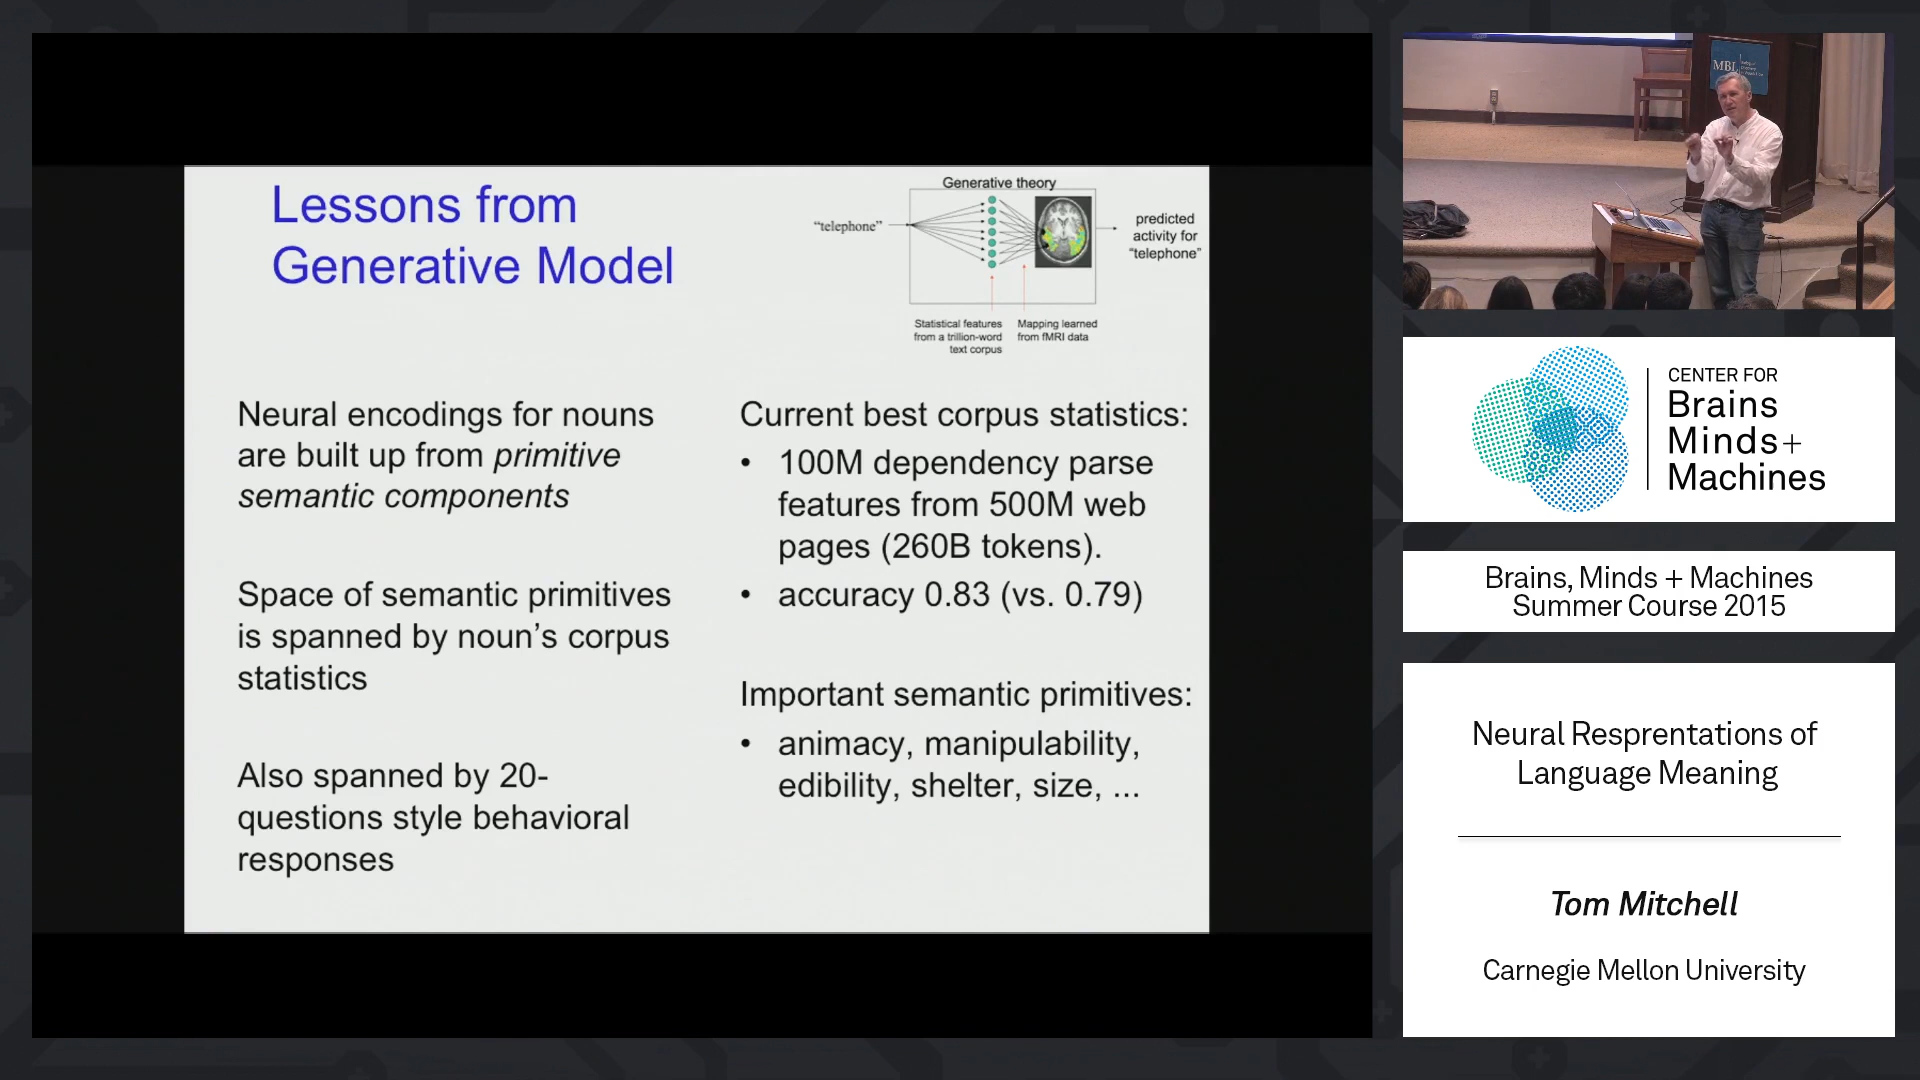 Lessons from
Generative Model
Generative theory
“telephone”
predicted
activity for
“telephone”
Statistical features
from a trillion-word
text corpus
Mapping learned
from fMRI data
Neural encodings for nouns
are built up from primitive
semantic components
Space of semantic primitives
is spanned by noun’s corpus
statistics
Also spanned by 20-
questions style behavioral
responses
Current best corpus statistics:
• 100M dependency parse
features from 500M web
pages (260B tokens).
• accuracy 0.83 (vs. 0.79)
Important semantic primitives:
• animacy, manipulability,
edibility, shelter, size, ...
MBL
CENTER FOR
Brains
Minds+
Machines
Brains, Minds + Machines
Summer Course 2015
Neural Resprentations of
Language Meaning
Tom Mitchell
Carnegie Mellon University